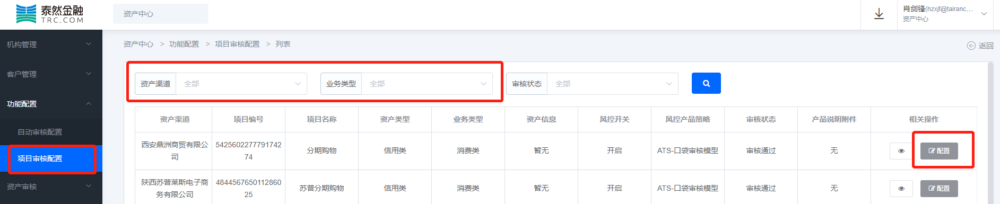 泰然金融
TRC.COM
资产中心
肖剑锋(hzxjf@tairanc...
资产中心
机构管理
客户管理
功能配置
自动审核配置
项目审核配置
资产审核
资产中心 > 功能配置 > 项目审核配置 > 列表
返回
资产渠道 全部 业务类型 全部 审核状态 全部
资产渠道 项目编号 项目名称 资产类型 业务类型 资产信息 风控开关 风控产品策略 审核状态 产品说明附件 相关操作
西安鼎洲商贸有限公
司
5425602277791742
74
分期购物 信用类 消费类 暂无 开启 ATS-口袋审核模型 审核通过 无 配置
陕西苏普莱斯电子商
务有限公司
4844567650112860
25
苏普分期购物 信用类 消费类 暂无 开启 ATS-口袋审核模型 审核通过 无 配置